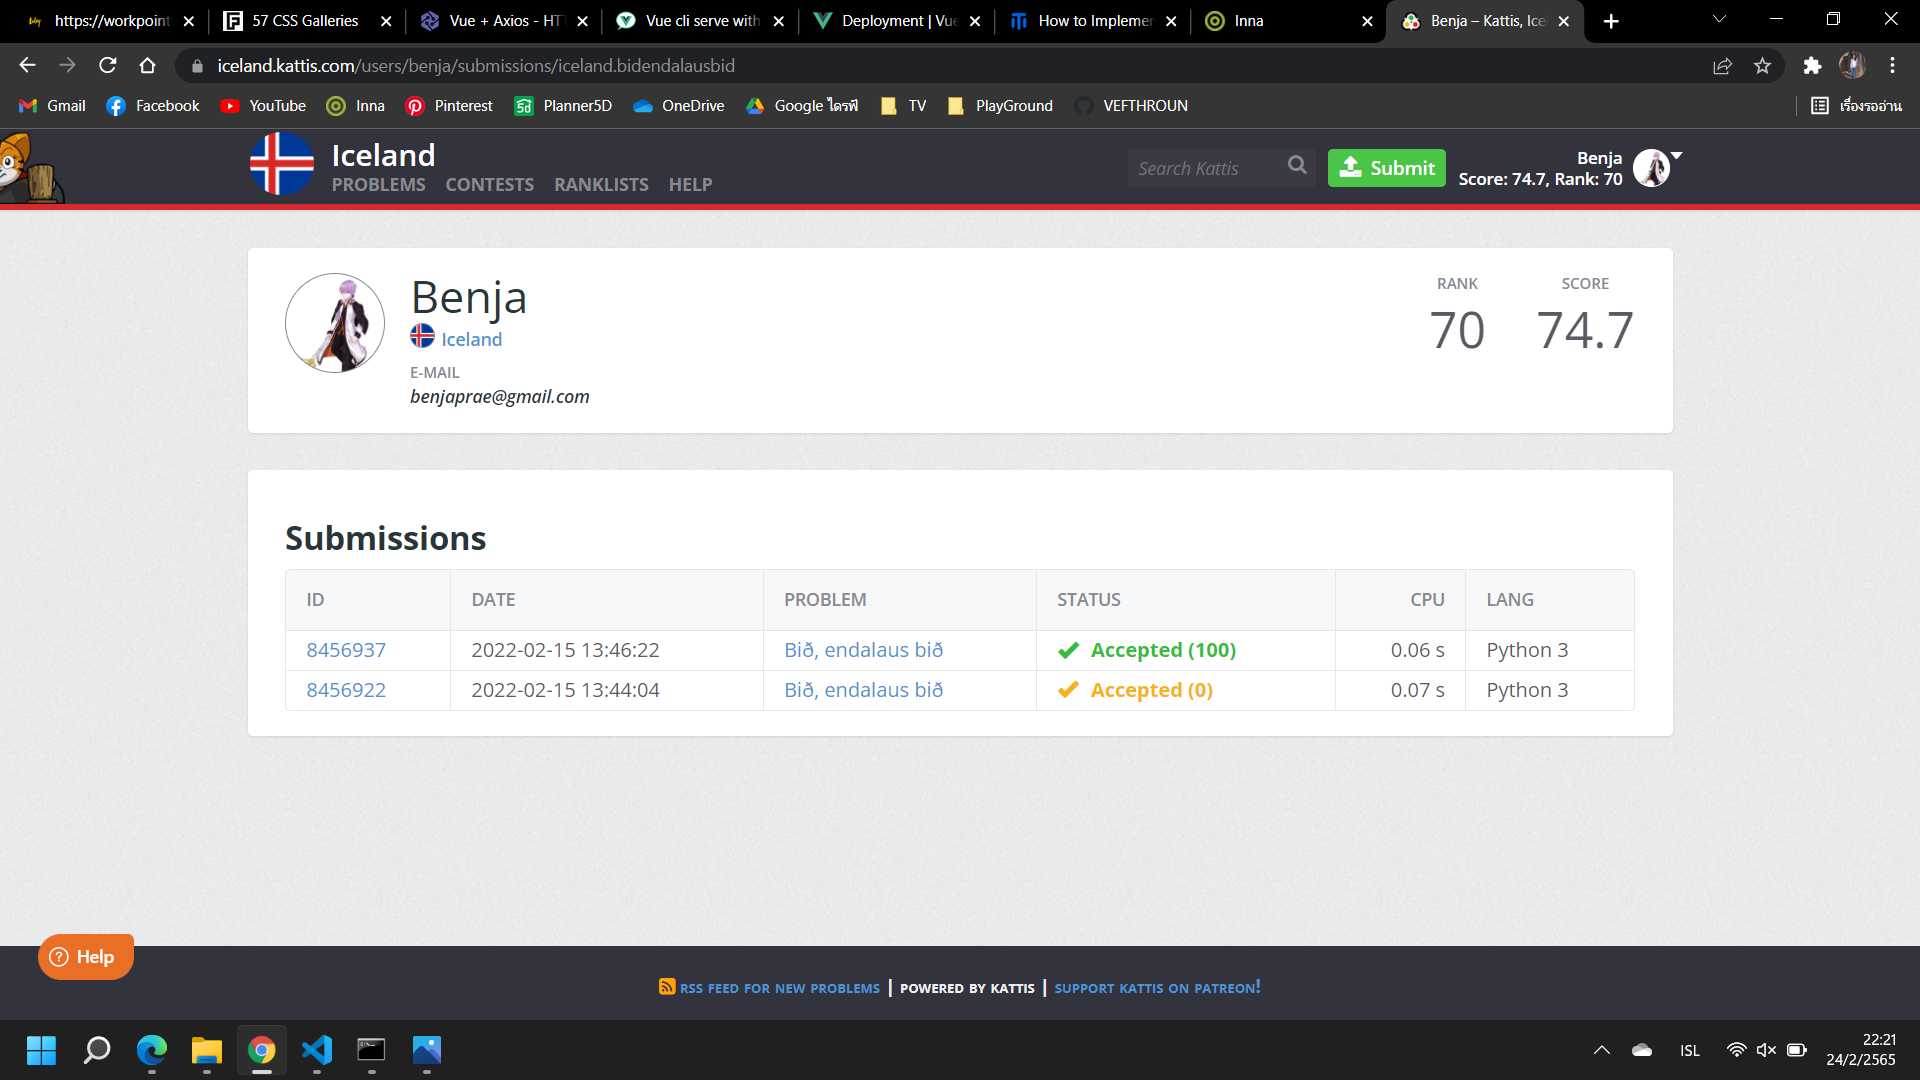 https://workpoint
57 CSS Galleries
Vue + Axios - HT
Vue cli serve with
Deployment | Vue
How to Implemen
Inna
Benja – Kattis, Ice
iceland.kattis.com/users/benja/submissions/iceland.bidendalausbid
Gmail
Facebook
YouTube
Inna
Pinterest
Planner5D
OneDrive
Google ไดรฟ์
TV
PlayGround
VEFTHROUN
เรื่องรออ่าน
Iceland
PROBLEMS CONTESTS RANKLISTS HELP
Search Kattis
Submit
Benja
Score: 74.7, Rank: 70
Benja
Iceland
E-MAIL
benjaprae@gmail.com
RANK
70
SCORE
74.7
Submissions
ID DATE PROBLEM STATUS CPU LANG
8456937 2022-02-15 13:46:22 Bið, endalaus bið Accepted (100) 0.06 s Python 3
8456922 2022-02-15 13:44:04 Bið, endalaus bið Accepted (0) 0.07 s Python 3
Help
RSS FEED FOR NEW PROBLEMS | POWERED BY KATTIS | SUPPORT KATTIS ON PATREON!
ISL
22:21
24/2/2565